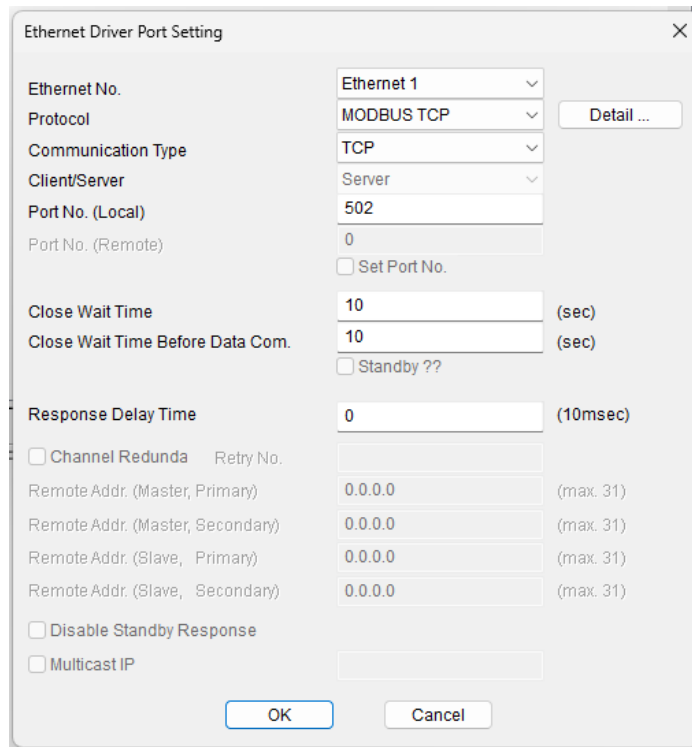 Ethernet Driver Port Setting
Ethernet No. Ethernet 1
Protocol MODBUS TCP Detail ...
Communication Type TCP
Client/Server Server
Port No. (Local) 502
Port No. (Remote) 0
Set Port No.
Close Wait Time 10 (sec)
Close Wait Time Before Data Com. 10 (sec)
Standby ??
Response Delay Time 0 (10msec)
Channel Redunda Retry No.
Remote Addr. (Master, Primary) 0.0.0.0 (max. 31)
Remote Addr. (Master, Secondary) 0.0.0.0 (max. 31)
Remote Addr. (Slave, Primary) 0.0.0.0 (max. 31)
Remote Addr. (Slave, Secondary) 0.0.0.0 (max. 31)
Disable Standby Response
Multicast IP
OK Cancel